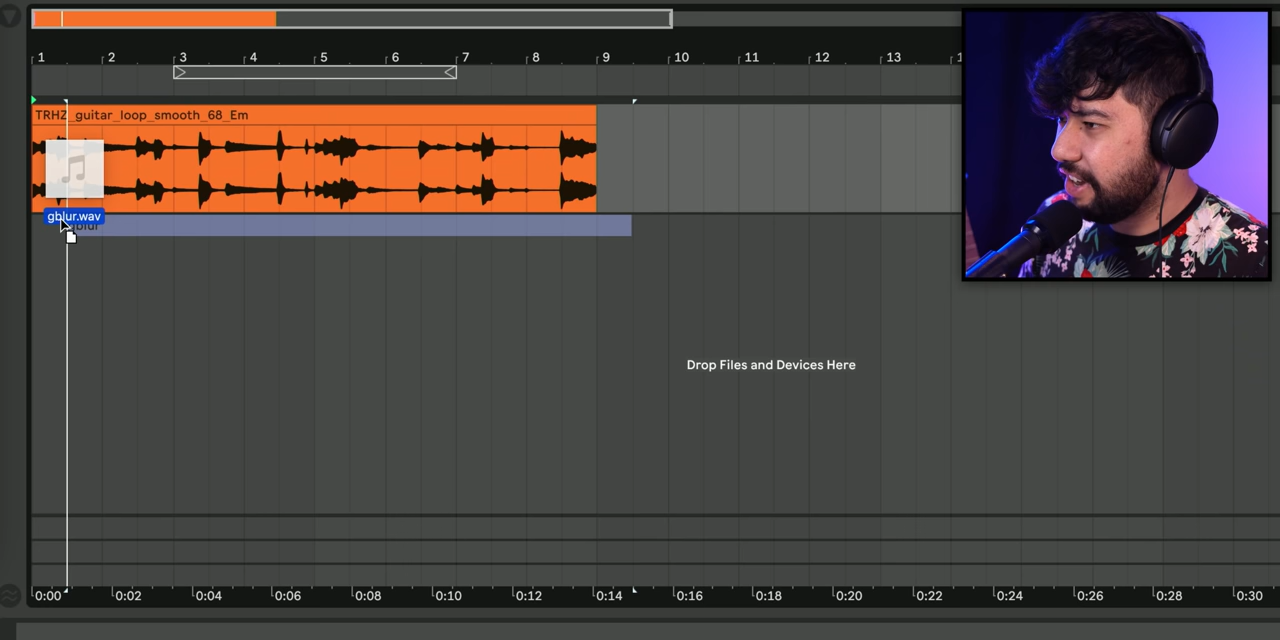 1 2 3 4 5 6 7 8 9 10 11 12 13
TRHZ_guitar_loop_smooth_68_Em
gblur.wav
gblur
Drop Files and Devices Here
0:00 0:02 0:04 0:06 0:08 0:10 0:12 0:14 0:16 0:18 0:20 0:22 0:24 0:26 0:28 0:30